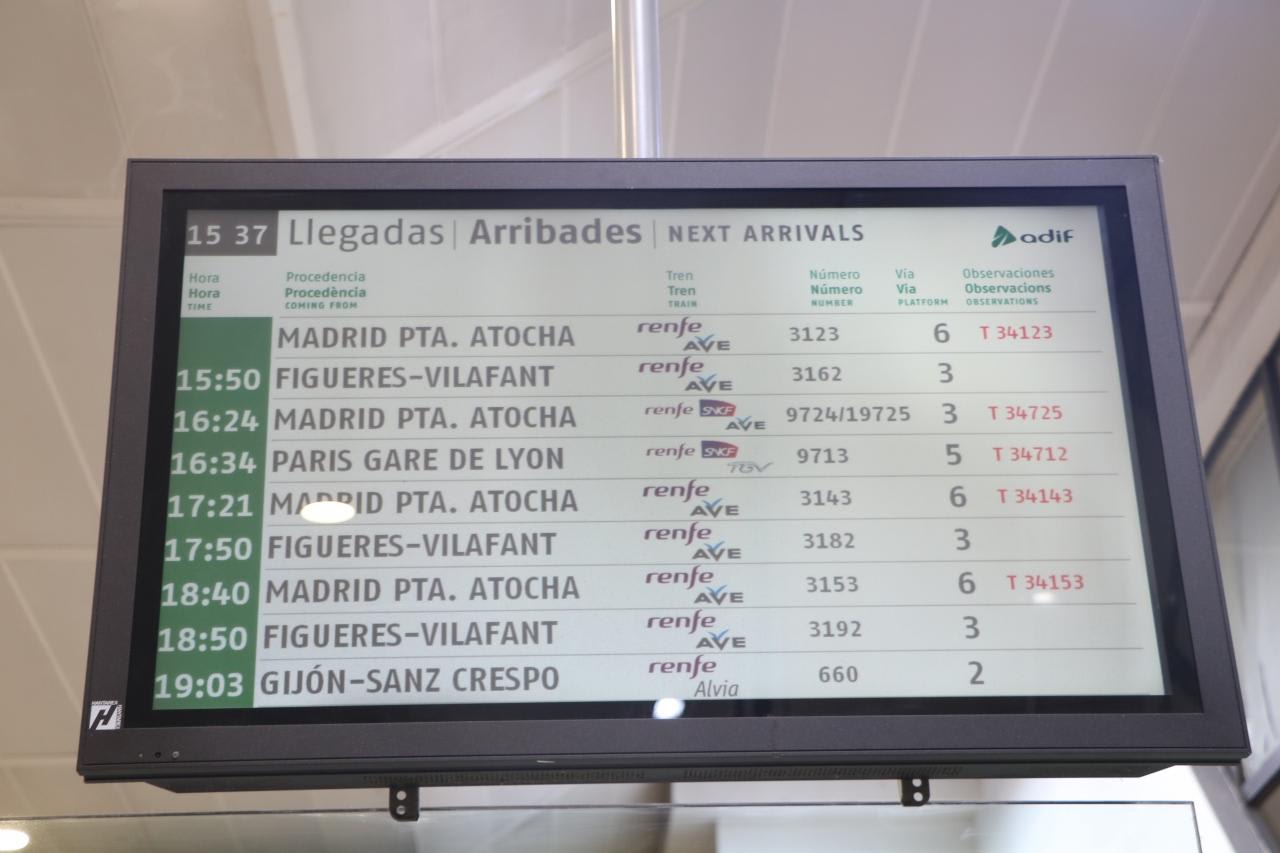 15 37 Llegadas | Arribades | NEXT ARRIVALS adif
Hora Procedencia Tren Número Vía Observaciones
Hora Procedència Tren Número Via Observacions
TIME COMING FROM TRAIN NUMBER PLATFORM OBSERVATIONS
MADRID PTA. ATOCHA renfe AVE 3123 6 T 34123
15:50 FIGUERES-VILAFANT renfe AVE 3162 3
16:24 MADRID PTA. ATOCHA renfe SNCF AVE 9724/19725 3 T 34725
16:34 PARIS GARE DE LYON renfe SNCF TGV 9713 5 T 34712
17:21 MADRID PTA. ATOCHA renfe AVE 3143 6 T 34143
17:50 FIGUERES-VILAFANT renfe AVE 3182 3
18:40 MADRID PTA. ATOCHA renfe AVE 3153 6 T 34153
18:50 FIGUERES-VILAFANT renfe AVE 3192 3
19:03 GIJÓN-SANZ CRESPO renfe Alvia 660 2
HANTAREX
H